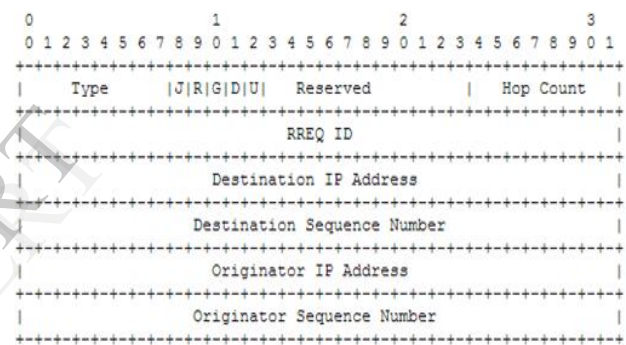 0                   1                   2                   3
0 1 2 3 4 5 6 7 8 9 0 1 2 3 4 5 6 7 8 9 0 1 2 3 4 5 6 7 8 9 0 1
+-+-+-+-+-+-+-+-+-+-+-+-+-+-+-+-+-+-+-+-+-+-+-+-+-+-+-+-+-+-+-+-+
| Type |J|R|G|D|U| Reserved | Hop Count |
+-+-+-+-+-+-+-+-+-+-+-+-+-+-+-+-+-+-+-+-+-+-+-+-+-+-+-+-+-+-+-+-+
| RREQ ID |
+-+-+-+-+-+-+-+-+-+-+-+-+-+-+-+-+-+-+-+-+-+-+-+-+-+-+-+-+-+-+-+-+
| Destination IP Address |
+-+-+-+-+-+-+-+-+-+-+-+-+-+-+-+-+-+-+-+-+-+-+-+-+-+-+-+-+-+-+-+-+
| Destination Sequence Number |
+-+-+-+-+-+-+-+-+-+-+-+-+-+-+-+-+-+-+-+-+-+-+-+-+-+-+-+-+-+-+-+-+
| Originator IP Address |
+-+-+-+-+-+-+-+-+-+-+-+-+-+-+-+-+-+-+-+-+-+-+-+-+-+-+-+-+-+-+-+-+
| Originator Sequence Number |
+-+-+-+-+-+-+-+-+-+-+-+-+-+-+-+-+-+-+-+-+-+-+-+-+-+-+-+-+-+-+-+-+